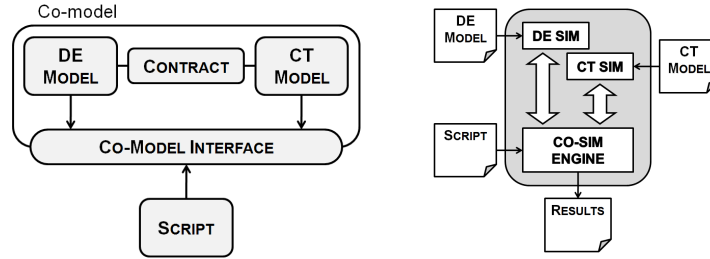 Co-model
DE
MODEL
CONTRACT
CT
MODEL
CO-MODEL INTERFACE
SCRIPT
DE
MODEL
DE SIM
CT SIM
CT
MODEL
SCRIPT
CO-SIM
ENGINE
RESULTS